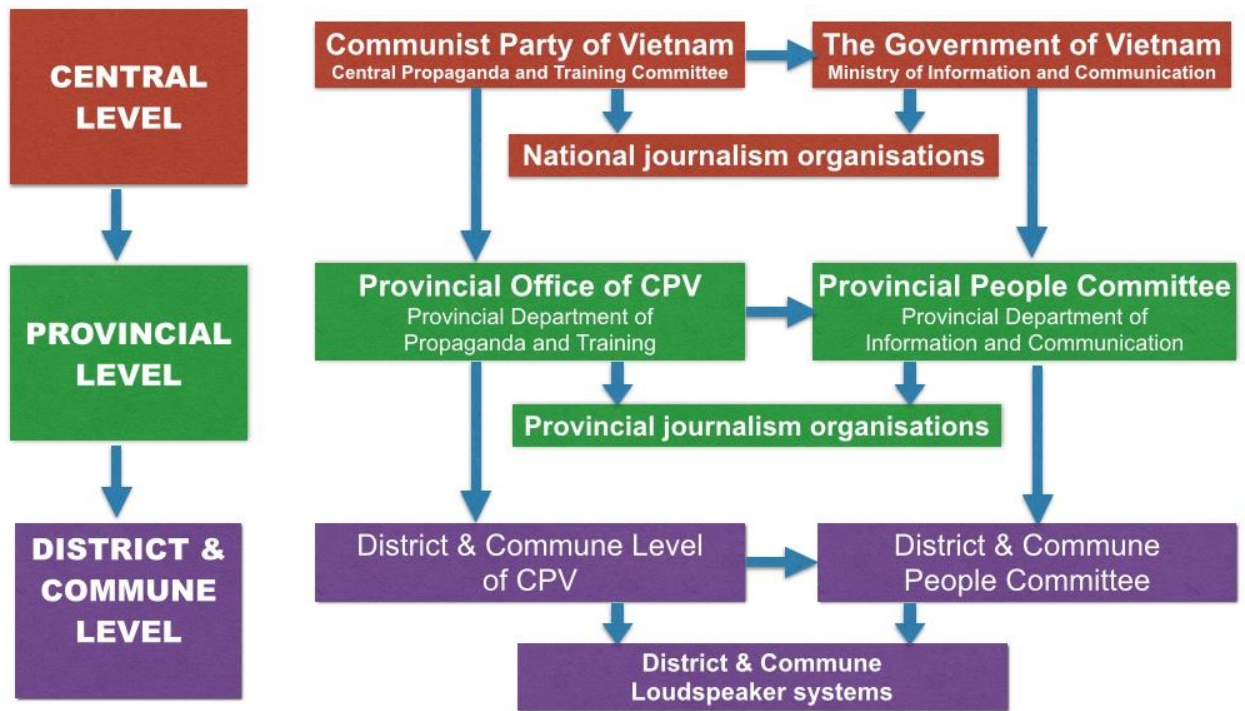 CENTRAL
LEVEL
Communist Party of Vietnam
Central Propaganda and Training Committee
The Government of Vietnam
Ministry of Information and Communication
National journalism organisations
PROVINCIAL
LEVEL
Provincial Office of CPV
Provincial Department of
Propaganda and Training
Provincial People Committee
Provincial Department of
Information and Communication
Provincial journalism organisations
DISTRICT &
COMMUNE
LEVEL
District & Commune Level
of CPV
District & Commune
People Committee
District & Commune
Loudspeaker systems